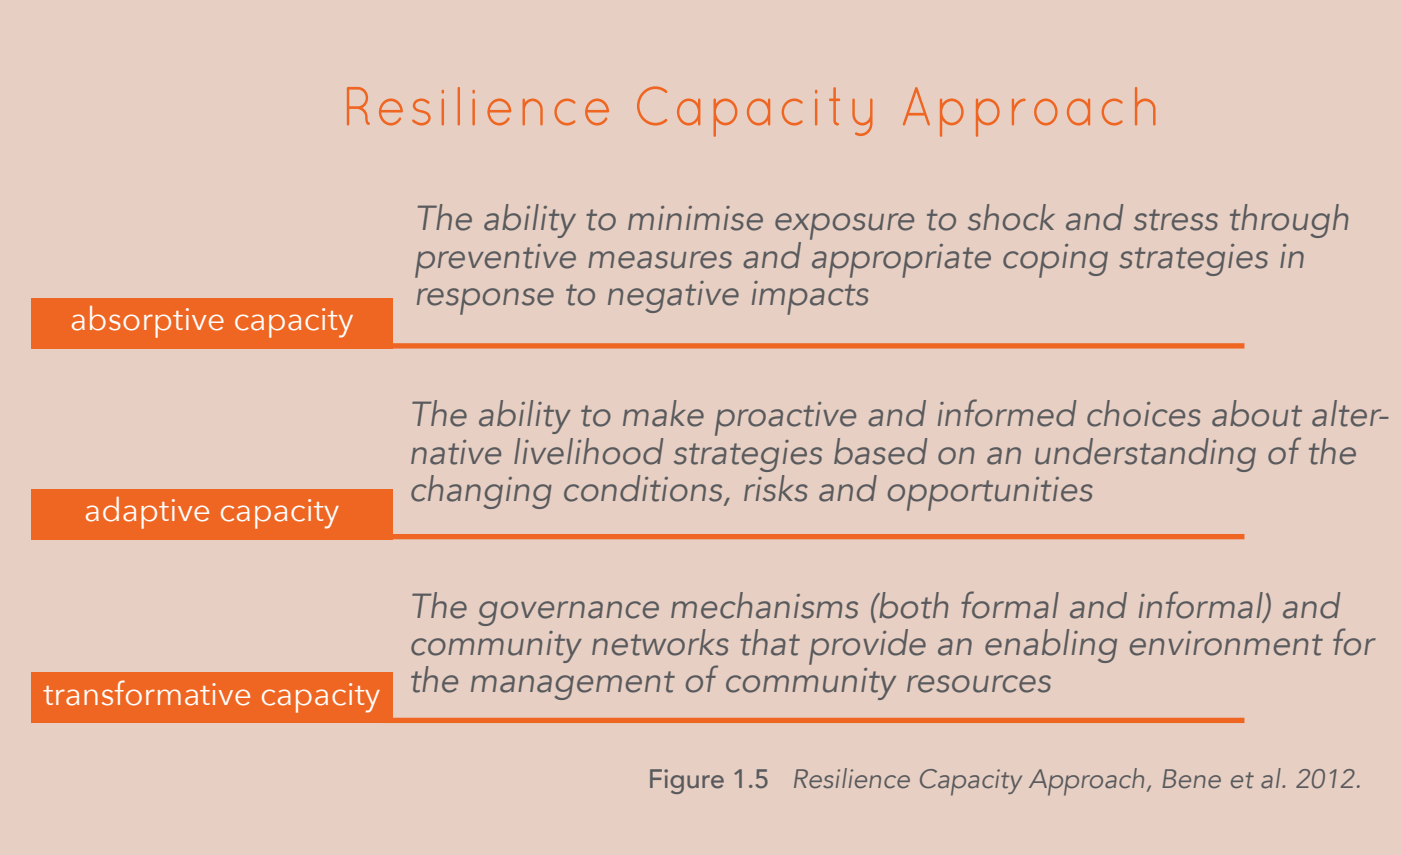 Resilience Capacity Approach
The ability to minimise exposure to shock and stress through
preventive measures and appropriate coping strategies in
response to negative impacts
absorptive capacity
The ability to make proactive and informed choices about alter-
native livelihood strategies based on an understanding of the
changing conditions, risks and opportunities
adaptive capacity
The governance mechanisms (both formal and informal) and
community networks that provide an enabling environment for
the management of community resources
transformative capacity
Figure 1.5 Resilience Capacity Approach, Bene et al. 2012.